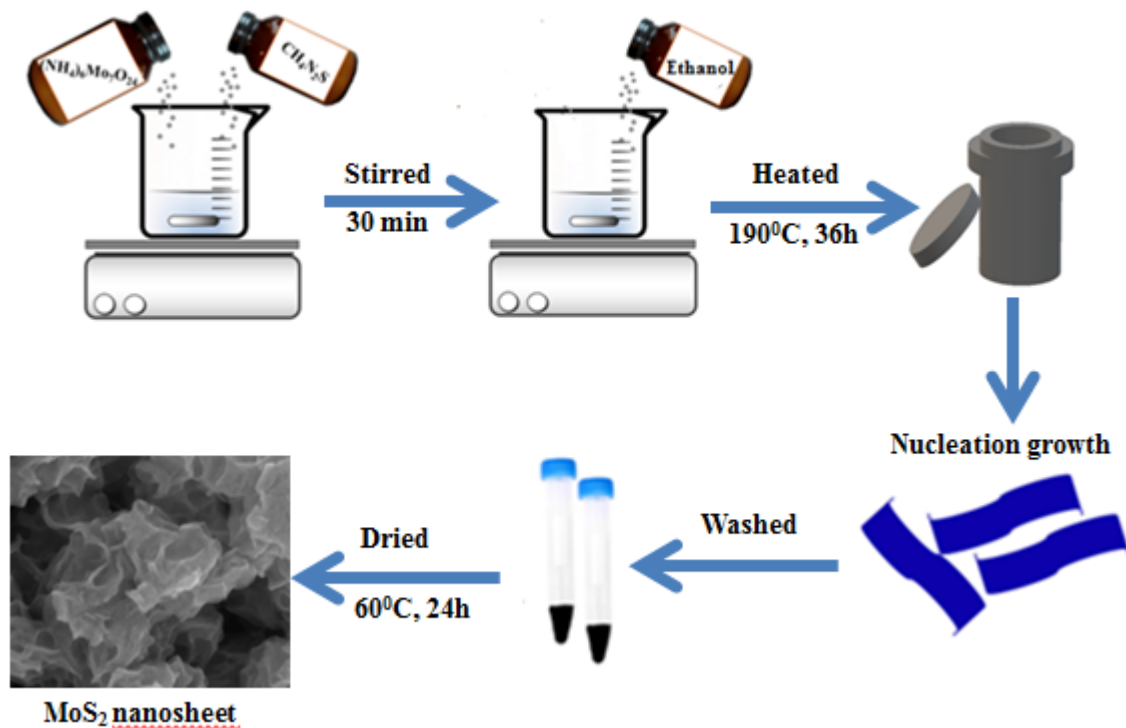 (NH₄)₆Mo₇O₂₄
CH₄N₂S
Ethanol
Stirred
30 min
Heated
190⁰C, 36h
Nucleation growth
Washed
Dried
60⁰C, 24h
MoS₂ nanosheet